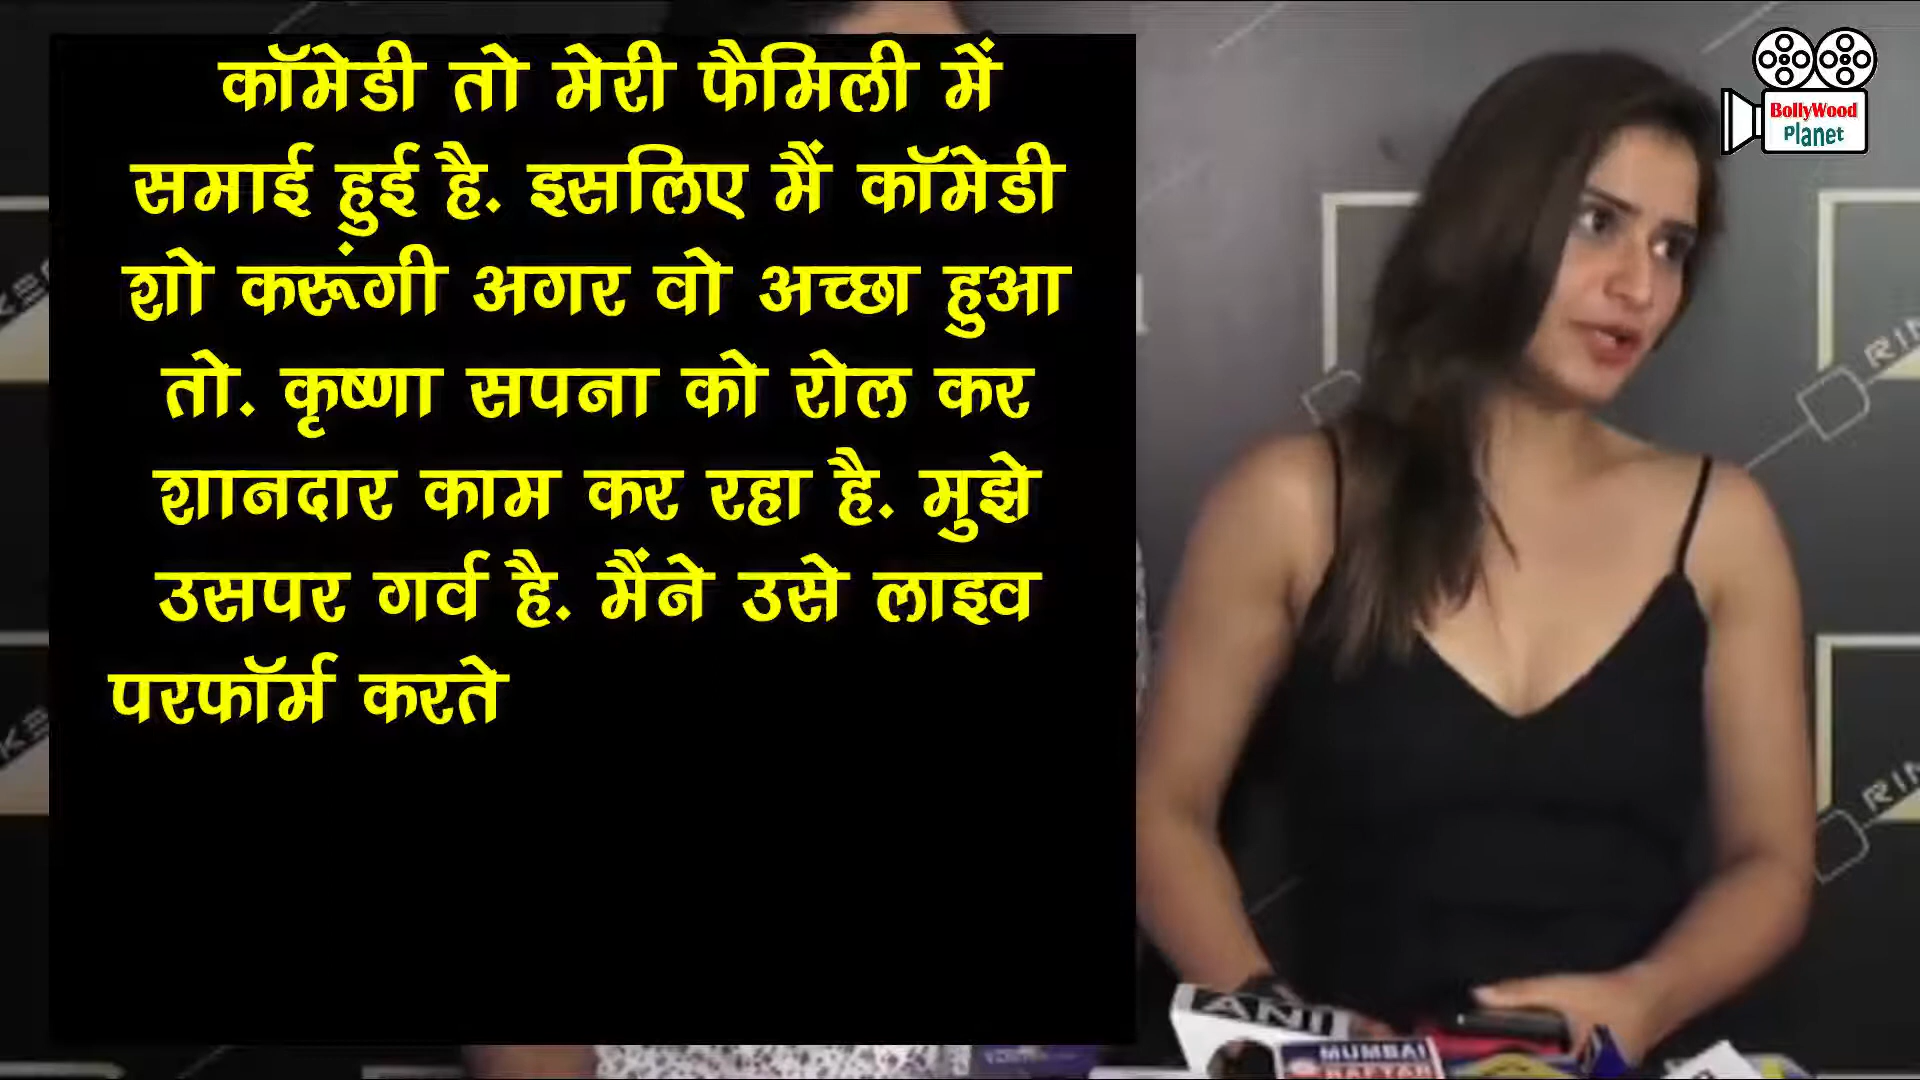 कॉमेडी तो मेरी फैमिली में
समाई हुई है. इसलिए मैं कॉमेडी
शो करूंगी अगर वो अच्छा हुआ
तो. कृष्णा सपना को रोल कर
शानदार काम कर रहा है. मुझे
उसपर गर्व है. मैंने उसे लाइव
परफॉर्म करते
BollyWood
Planet
ANI
MUMBAI